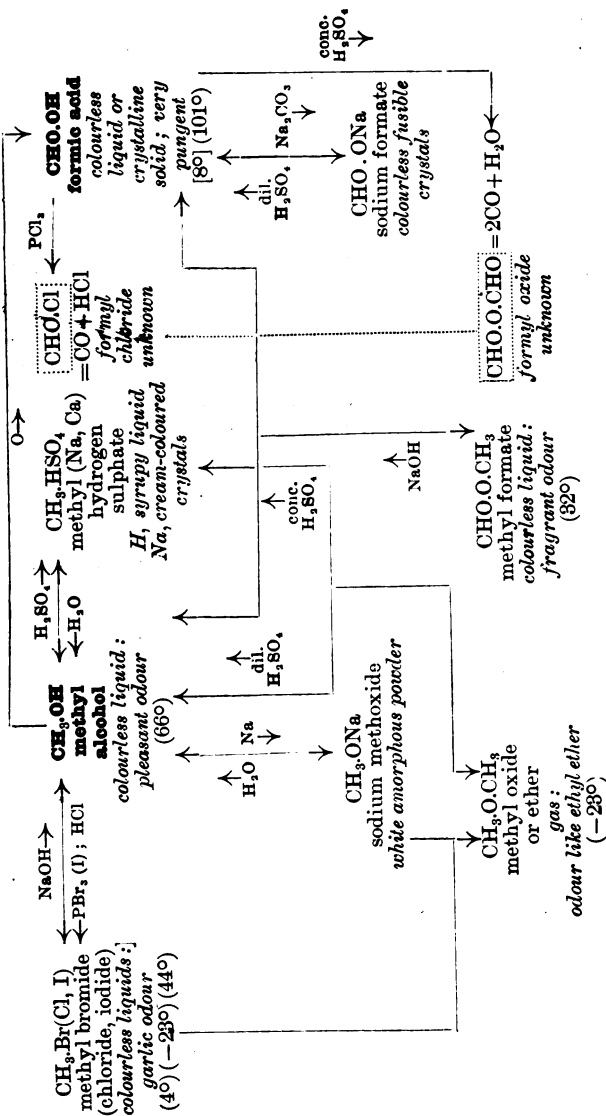 CH₃.Br(Cl, I)
methyl bromide
(chloride, iodide)
colourless liquids:]
garlic odour
(4°) (−23°) (44°)
NaOH→
←PBr₃ (I); HCl
CH₃.OH
methyl
alcohol
colourless liquid:
pleasant odour
(66°)
H₂SO₄→
←H₂O
O→
CH₃.HSO₄
methyl (Na, Ca)
hydrogen
sulphate
H, syrupy liquid
Na, cream-coloured
crystals
CHO.Cl
=CO+HCl
formyl
chloride
unknown
PCl₃
CHO.OH
formic acid
colourless
liquid or
crystalline
solid; very
pungent
[8°] (101°)
H₂O
Na
dil.
H₂SO₄
conc.
H₂SO₄
dil.
H₂SO₄
Na₂CO₃
conc.
H₂SO₄
CH₃.ONa
sodium methoxide
white amorphous powder
NaOH
CHO.ONa
sodium formate
colourless fusible
crystals
CH₃.O.CH₃
methyl oxide
or ether
gas:
odour like ethyl ether
(−23°)
CHO.O.CH₃
methyl formate
colourless liquid:
fragrant odour
(32°)
CHO.O.CHO =2CO+H₂O
formyl oxide
unknown